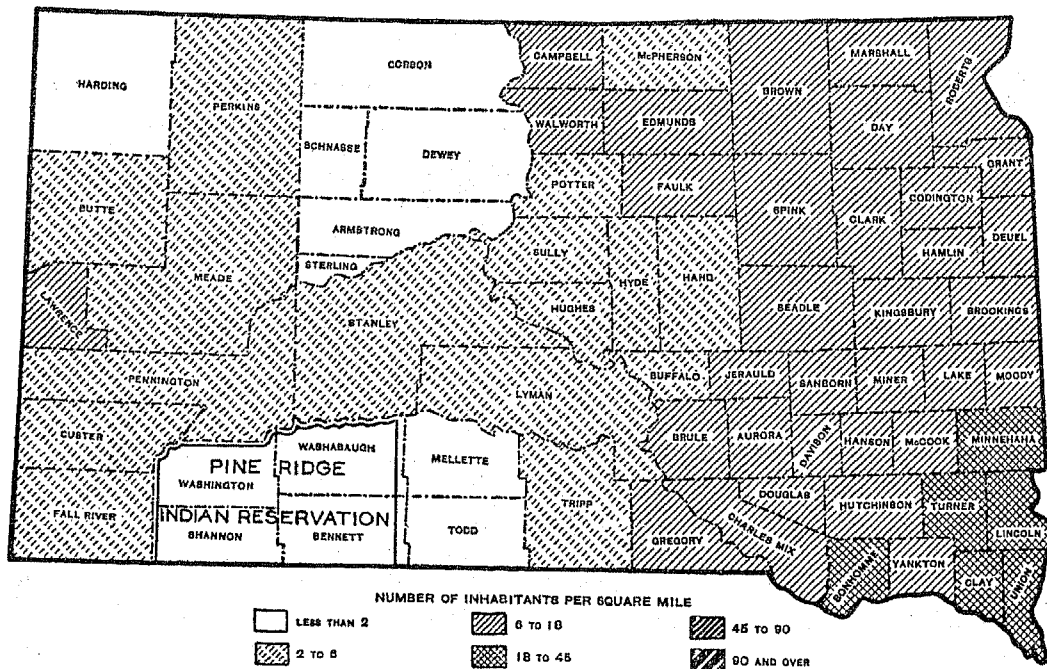 HARDING
PERKINS
CORSON
CAMPBELL
McPHERSON
BROWN
MARSHALL
ROBERTS
WALWORTH
EDMUNDS
DAY
SCHNASSE
DEWEY
GRANT
BUTTE
POTTER
FAULK
SPINK
CLARK
CODINGTON
ARMSTRONG
HAMLIN
DEUEL
STERLING
SULLY
HYDE
HAND
MEADE
LAWRENCE
STANLEY
HUGHES
BEADLE
KINGSBURY
BROOKINGS
PENNINGTON
LYMAN
BUFFALO
JERAULD
SANBORN
MINER
LAKE
MOODY
CUSTER
WASHABAUGH
MELLETTE
BRULE
AURORA
DAVISON
HANSON
McCOOK
MINNEHAHA
PINE RIDGE
WASHINGTON
INDIAN RESERVATION
FALL RIVER
SHANNON
BENNETT
TODD
TRIPP
GREGORY
CHARLES MIX
DOUGLAS
HUTCHINSON
TURNER
LINCOLN
BONHOMME
YANKTON
CLAY
UNION
NUMBER OF INHABITANTS PER SQUARE MILE
LESS THAN 2
6 TO 18
45 TO 90
2 TO 6
18 TO 45
90 AND OVER